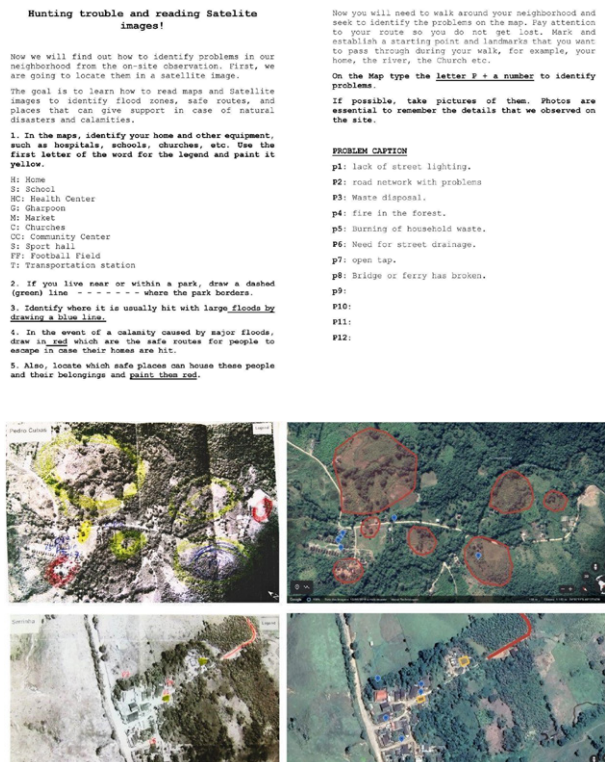 Hunting trouble and reading Satelite
images!
Now we will find out how to identify problems in our
neighborhood from the on-site observation. First, we
are going to locate them in a satellite image.
The goal is to learn how to read maps and Satellite
images to identify flood zones, safe routes, and
places that can give support in case of natural
disasters and calamities.
1. In the maps, identify your home and other equipment,
such as hospitals, schools, churches, etc. Use the
first letter of the word for the legend and paint it
yellow.
H: Home
S: School
HC: Health Center
G: Gharpoon
M: Market
C: Churches
CC: Community Center
S: Sport hall
FF: Football Field
T: Transportation station
2. If you live near or within a park, draw a dashed
(green) line - - - - - - - where the park borders.
3. Identify where it is usually hit with large floods by
drawing a blue line.
4. In the event of a calamity caused by major floods,
draw in red which are the safe routes for people to
escape in case their homes are hit.
5. Also, locate which safe places can house these people
and their belongings and paint them red.
Now you will need to walk around your neighborhood and
seek to identify the problems on the map. Pay attention
to your route so you do not get lost. Mark and
establish a starting point and landmarks that you want
to pass through during your walk, for example, your
home, the river, the Church etc.
On the Map type the letter P + a number to identify
problems.
If possible, take pictures of them. Photos are
essential to remember the details that we observed on
the site.
PROBLEM CAPTION
p1: lack of street lighting.
P2: road network with problems
P3: Waste disposal.
p4: fire in the forest.
p5: Burning of household waste.
P6: Need for street drainage.
p7: open tap.
p8: Bridge or ferry has broken.
p9:
P10:
P11:
P12: